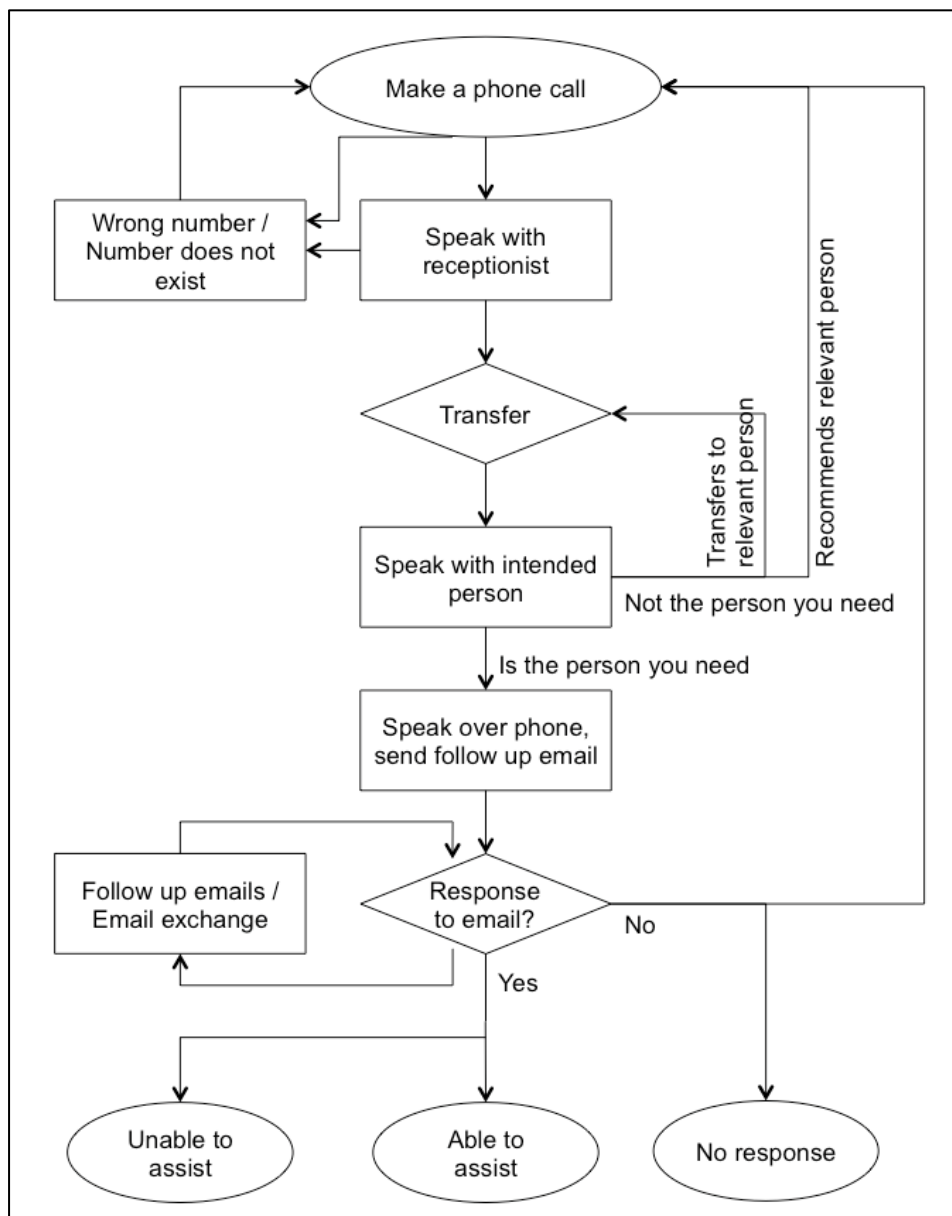 Make a phone call
Wrong number /
Number does not
exist
Speak with
receptionist
Recommends relevant person
Transfer
Transfers to
relevant person
Speak with intended
person
Not the person you need
Is the person you need
Speak over phone,
send follow up email
Follow up emails /
Email exchange
Response
to email?
No
Yes
Unable to
assist
Able to
assist
No response